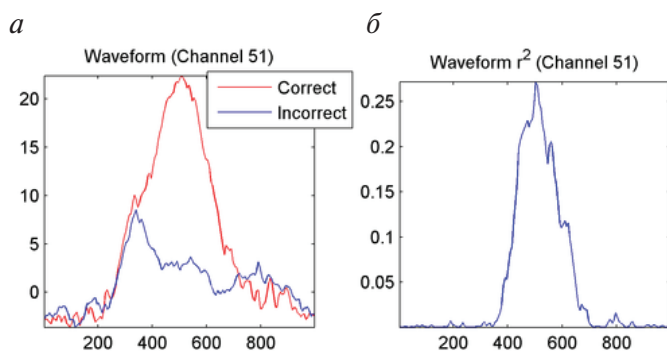 а
Waveform (Channel 51)
Correct
Incorrect
20
15
10
5
0
200 400 600 800
б
Waveform r² (Channel 51)
0.25
0.2
0.15
0.1
0.05
200 400 600 800